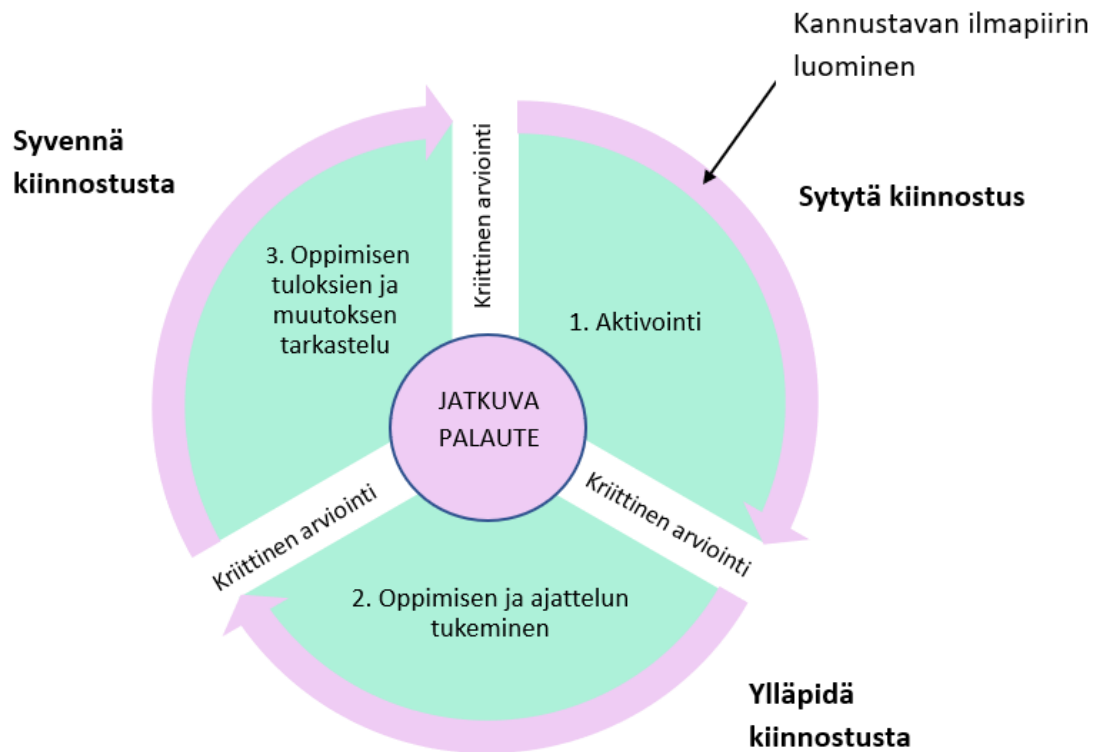 Kannustavan ilmapiirin
luominen
Sytytä kiinnostus
1. Aktivointi
Kriittinen arviointi
Ylläpidä
kiinnostusta
2. Oppimisen ja ajattelun
tukeminen
Kriittinen arviointi
Syvennä
kiinnostusta
3. Oppimisen
tuloksien ja
muutoksen
tarkastelu
Kriittinen arviointi
JATKUVA
PALAUTE